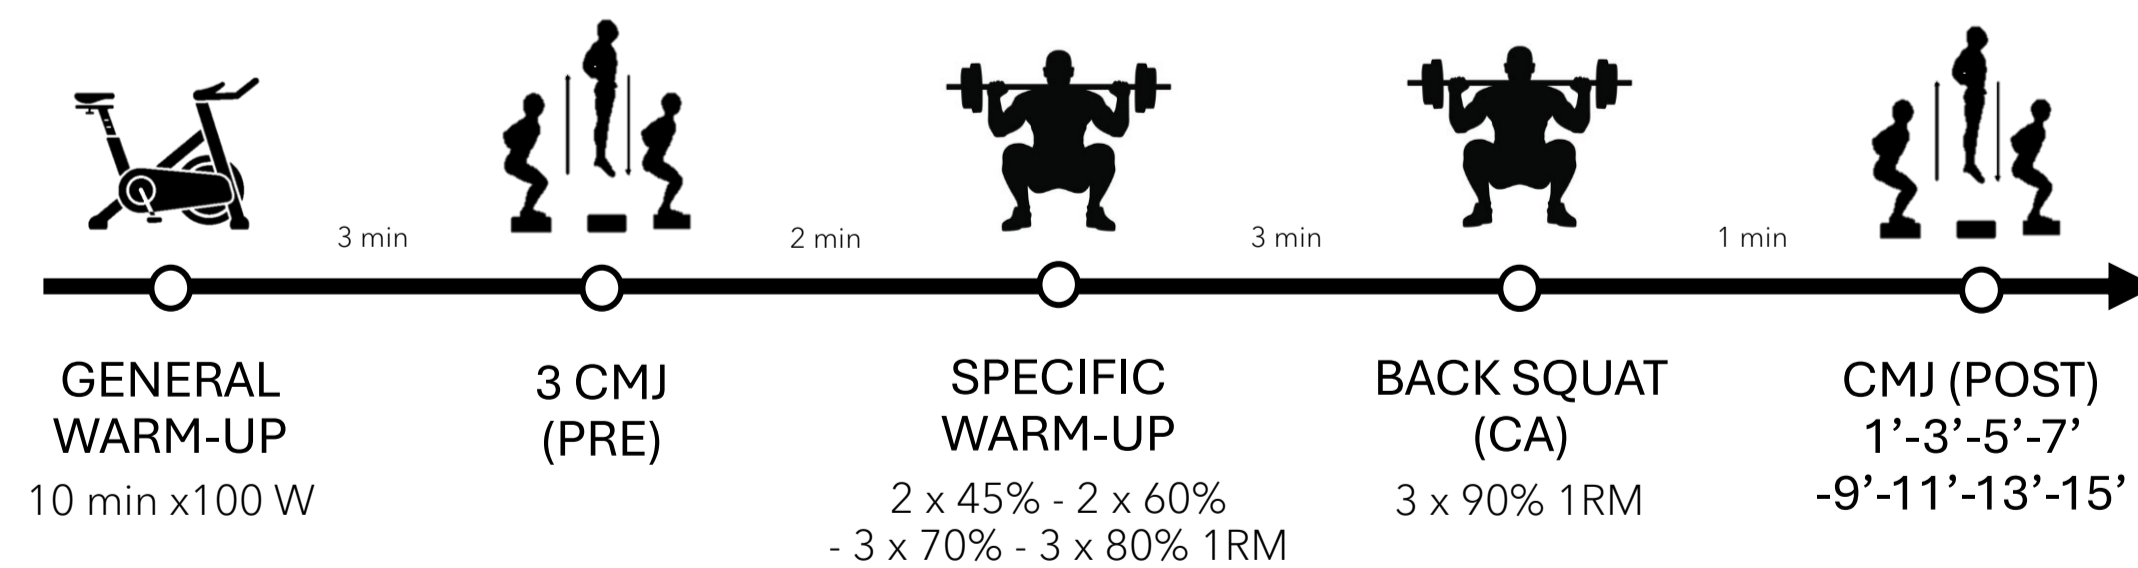 3 min
2 min
3 min
1 min
GENERAL
WARM-UP
10 min x100 W
3 CMJ
(PRE)
SPECIFIC
WARM-UP
2 x 45% - 2 x 60%
- 3 x 70% - 3 x 80% 1RM
BACK SQUAT
(CA)
3 x 90% 1RM
CMJ (POST)
1’-3’-5’-7’
-9’-11’-13’-15’